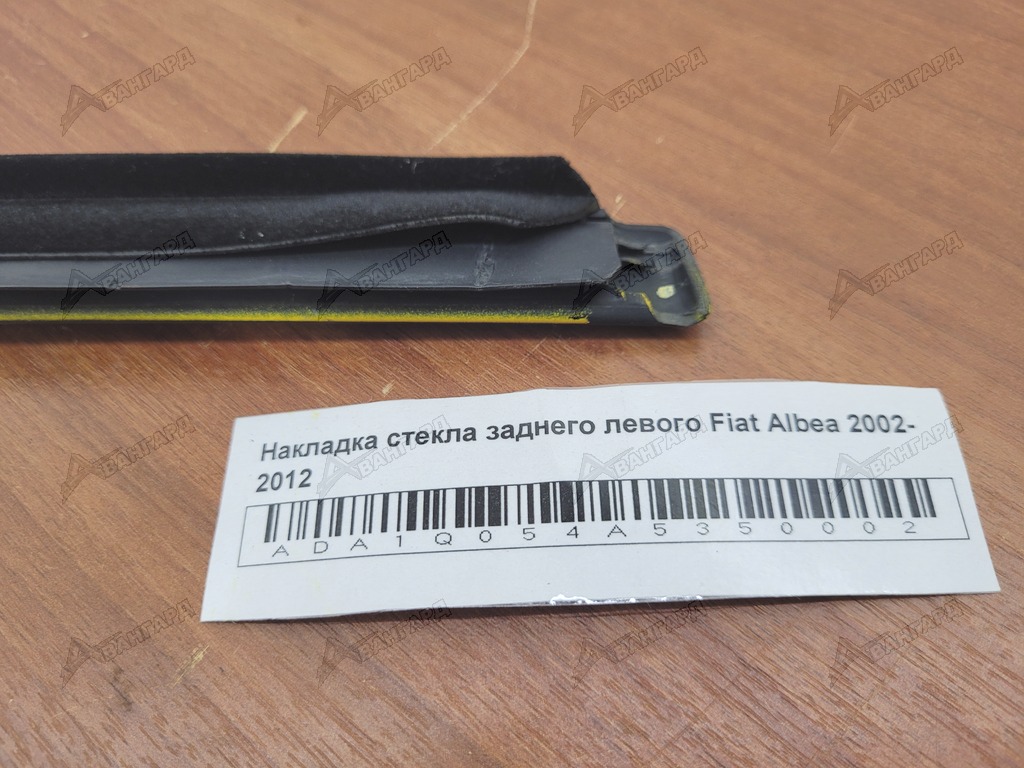 Накладка стекла заднего левого Fiat Albea 2002-
2012
ADA1Q054A5350002
АВАНГАРД